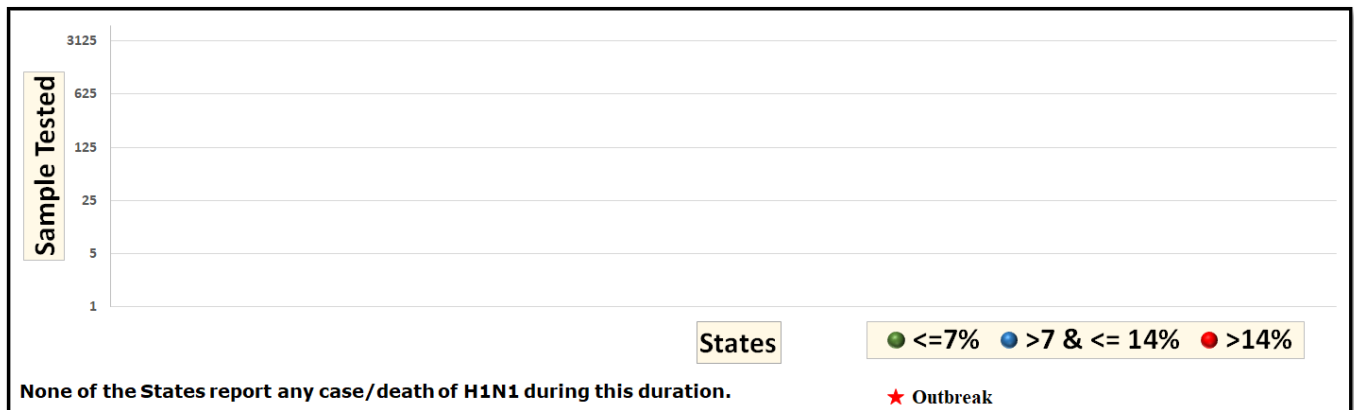 3125
625
125
25
5
1
Sample Tested
States
<=7% >7 & <= 14% >14%
None of the States report any case/death of H1N1 during this duration.
Outbreak